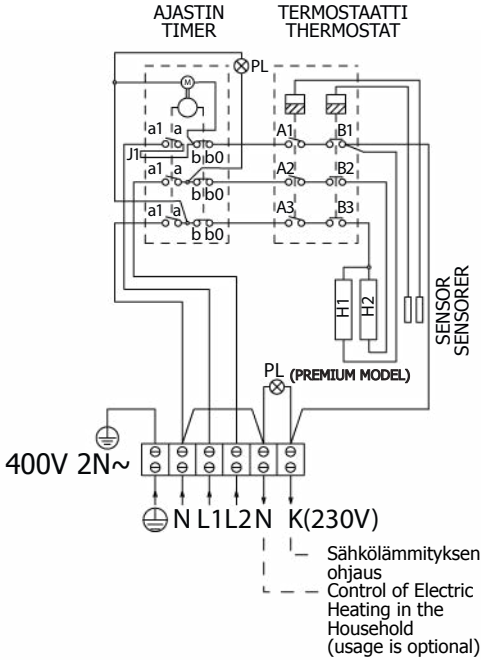 AJASTIN
TIMER
TERMOSTAATTI
THERMOSTAT
PL
M
a1 a
b b0
A1
B1
J1
a1 a
b b0
A2
B2
a1 a
b b0
A3
B3
H1
H2
SENSOR
SENSORER
PL (PREMIUM MODEL)
400V 2N~
N L1 L2 N K(230V)
Sähkölämmityksen
ohjaus
Control of Electric
Heating in the
Household
(usage is optional)